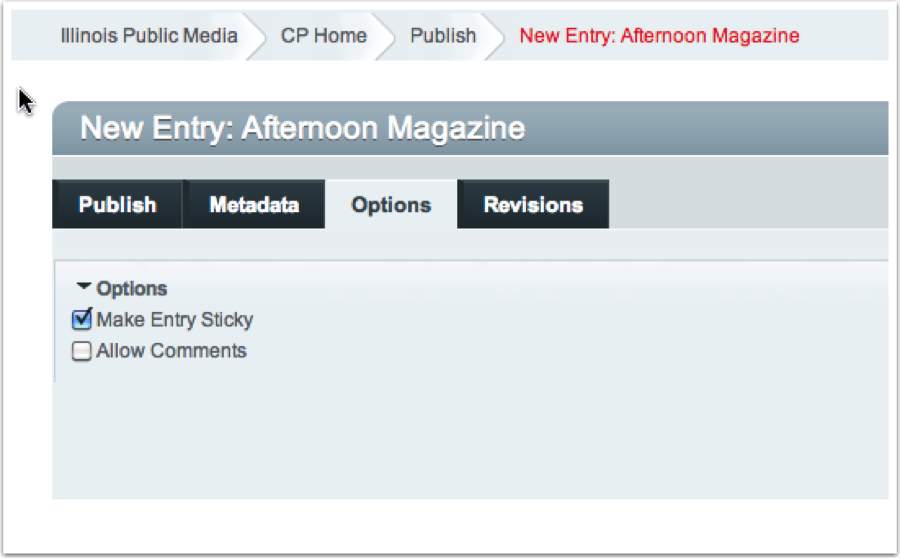 Illinois Public Media CP Home Publish New Entry: Afternoon Magazine
New Entry: Afternoon Magazine
Publish Metadata Options Revisions
Options
Make Entry Sticky
Allow Comments